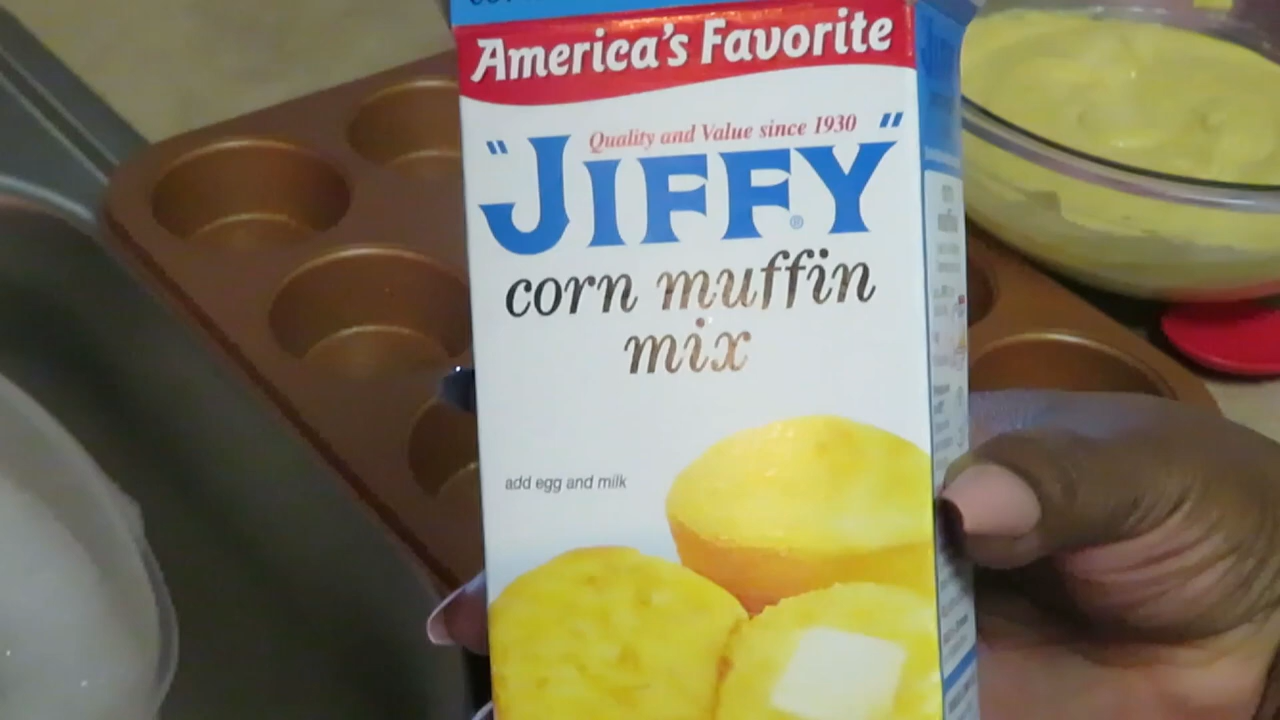 America's Favorite
Quality and Value since 1930
"JIFFY"®
corn muffin
mix
add egg and milk